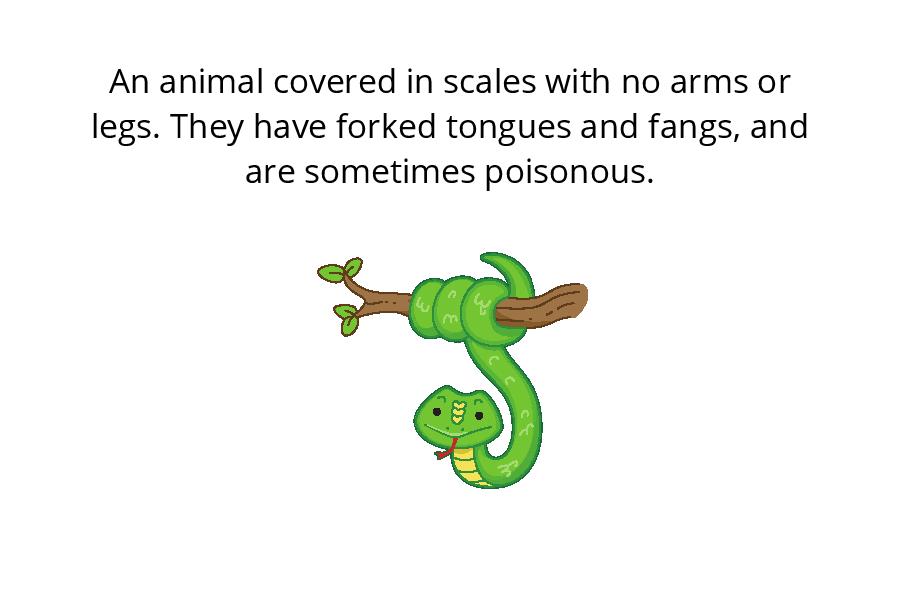 An animal covered in scales with no arms or
legs. They have forked tongues and fangs, and
are sometimes poisonous.